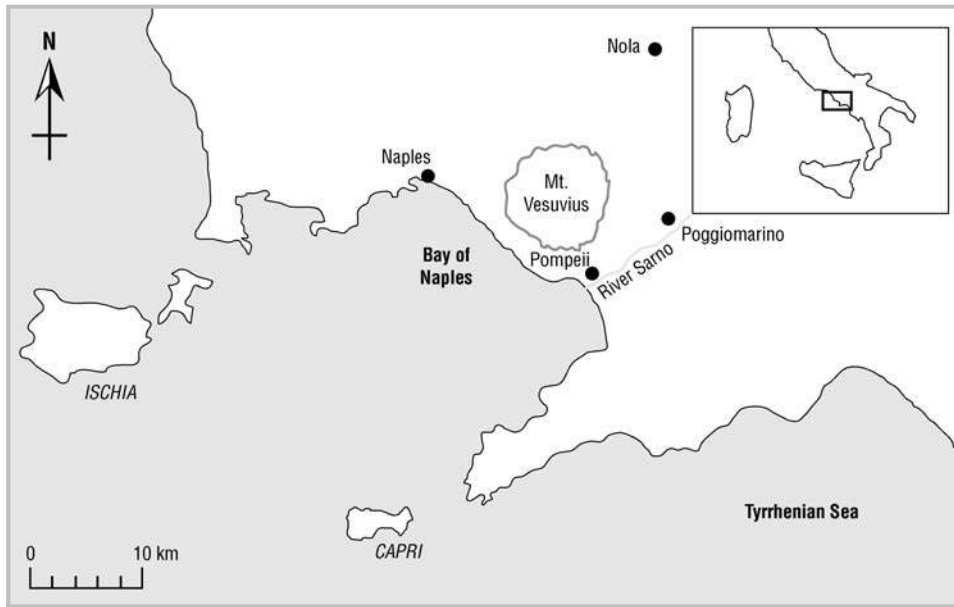 N
Nola
Naples
Mt.
Vesuvius
Poggiomarino
Bay of
Naples
Pompeii
River Sarno
ISCHIA
Tyrrhenian Sea
CAPRI
0 10 km